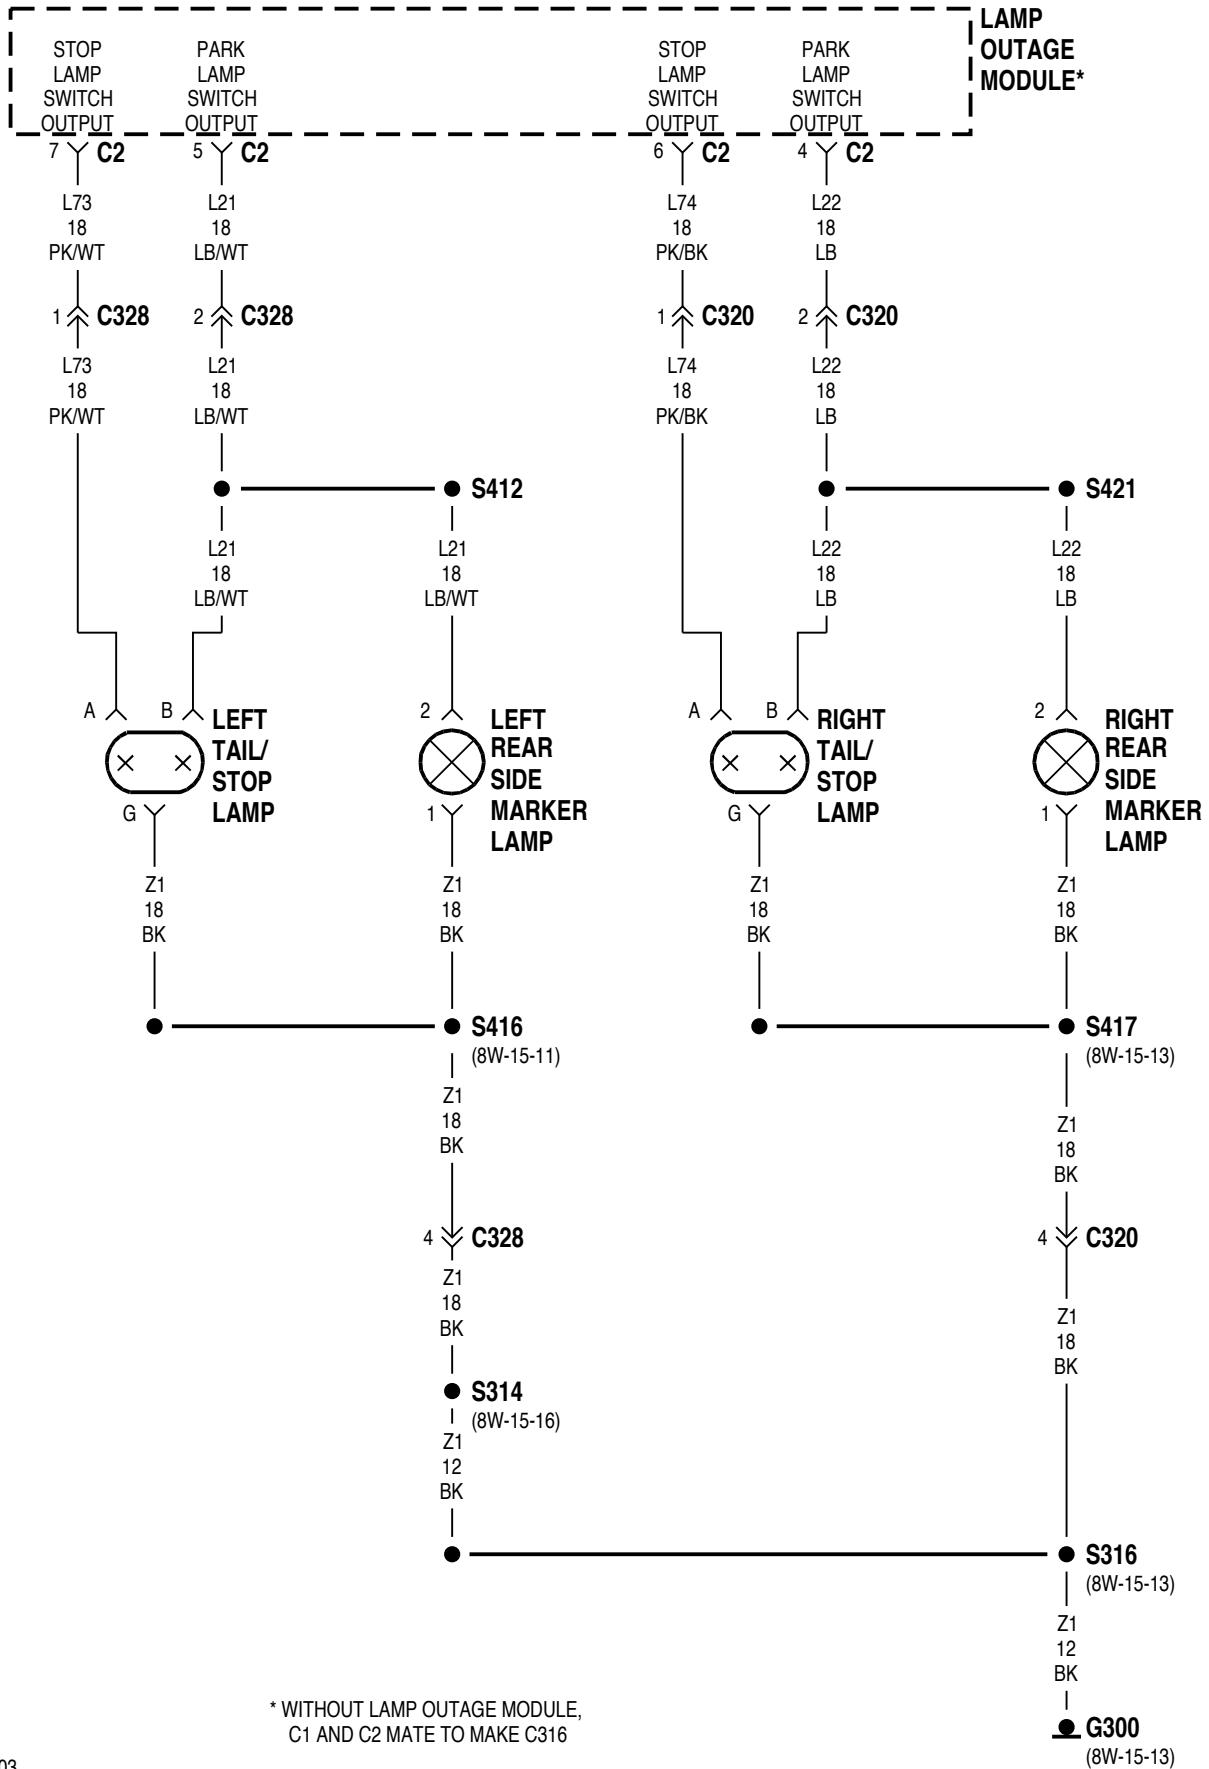 LAMP
OUTAGE
MODULE*
STOP
LAMP
SWITCH
OUTPUT
PARK
LAMP
SWITCH
OUTPUT
STOP
LAMP
SWITCH
OUTPUT
PARK
LAMP
SWITCH
OUTPUT
7 C2
5 C2
6 C2
4 C2
L73
18
PK/WT
L21
18
LB/WT
L74
18
PK/BK
L22
18
LB
1 C328
2 C328
1 C320
2 C320
L73
18
PK/WT
L21
18
LB/WT
L74
18
PK/BK
L22
18
LB
S412
S421
L21
18
LB/WT
L21
18
LB/WT
L22
18
LB
L22
18
LB
A B
LEFT
TAIL/
STOP
LAMP
G
2
LEFT
REAR
SIDE
MARKER
LAMP
1
A B
RIGHT
TAIL/
STOP
LAMP
G
2
RIGHT
REAR
SIDE
MARKER
LAMP
1
Z1
18
BK
Z1
18
BK
Z1
18
BK
Z1
18
BK
S416
(8W-15-11)
S417
(8W-15-13)
Z1
18
BK
Z1
18
BK
4 C328
4 C320
Z1
18
BK
Z1
18
BK
S314
(8W-15-16)
Z1
12
BK
S316
(8W-15-13)
Z1
12
BK
G300
(8W-15-13)
* WITHOUT LAMP OUTAGE MODULE,
C1 AND C2 MATE TO MAKE C316